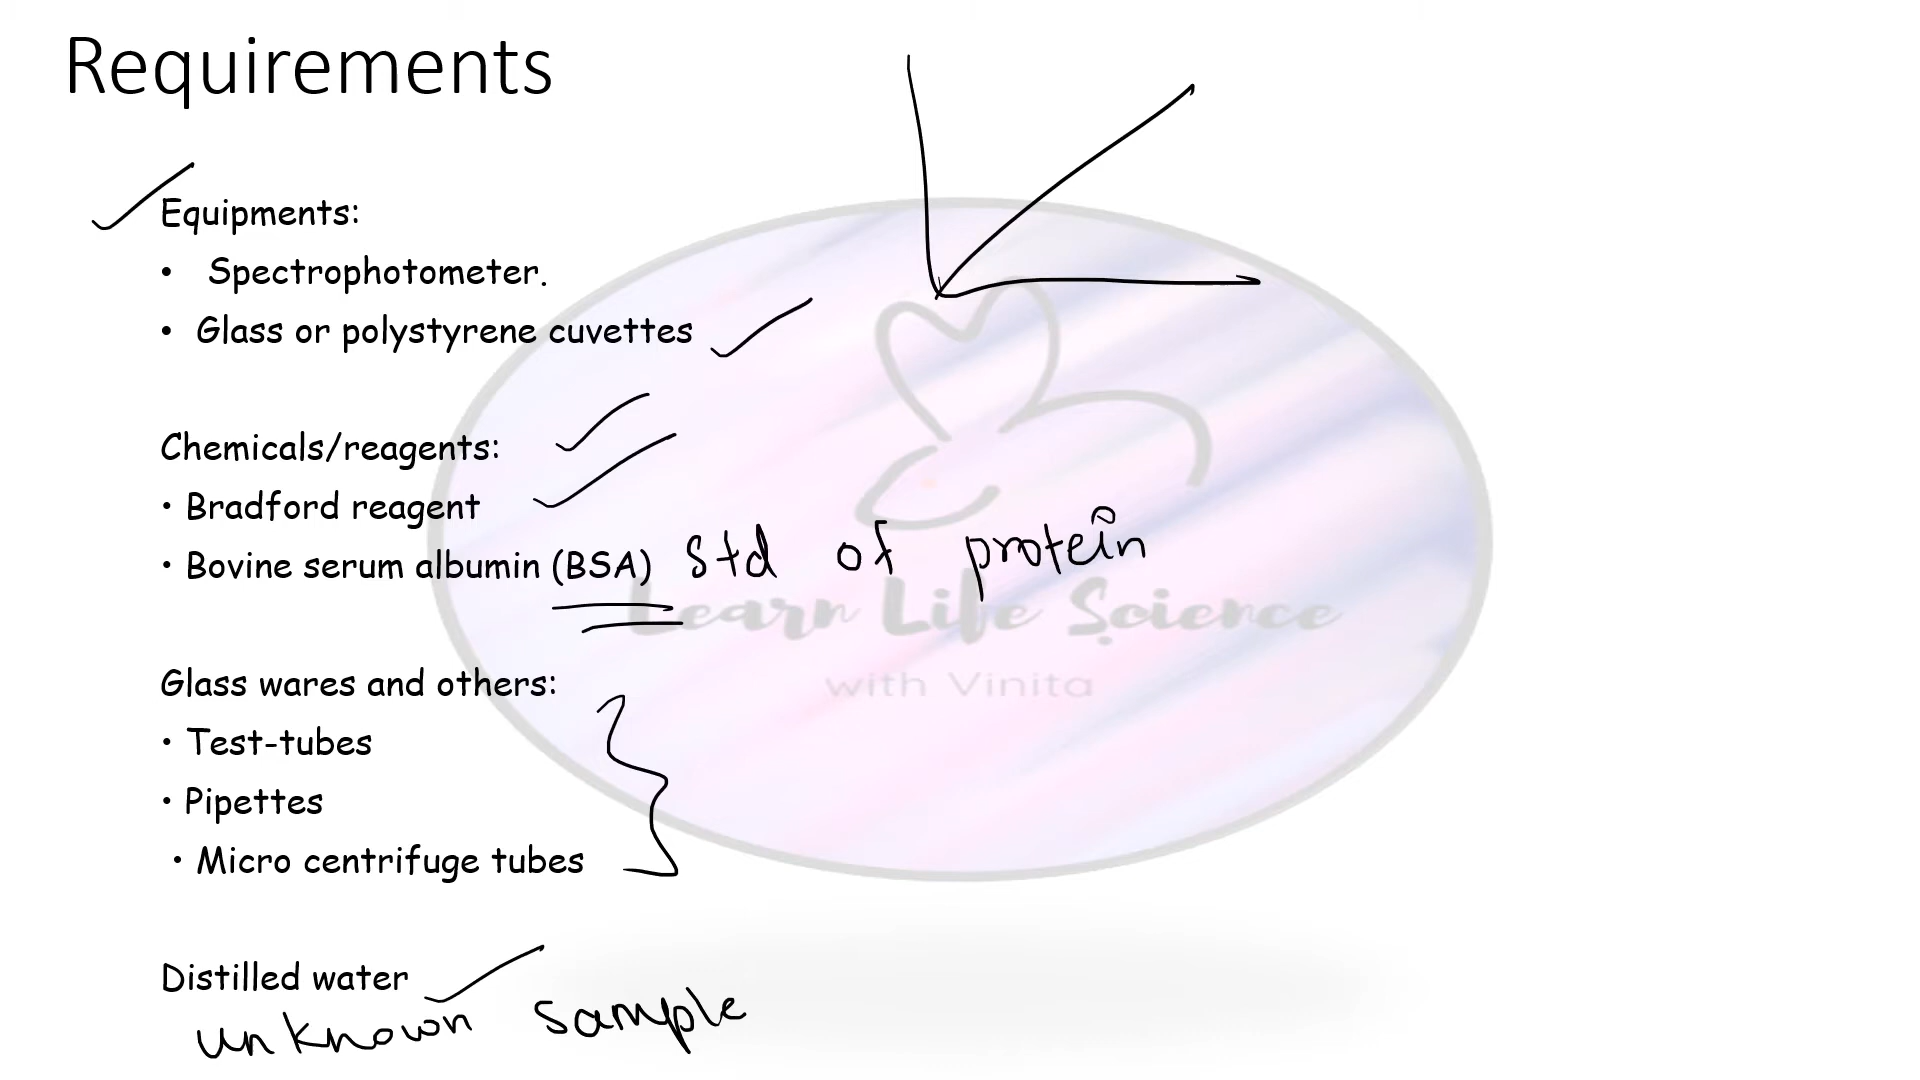 Requirements
Equipments:
• Spectrophotometer.
• Glass or polystyrene cuvettes
Chemicals/reagents:
• Bradford reagent
• Bovine serum albumin (BSA) std of protein
Learn Life Science
with Vinita
Glass wares and others:
• Test-tubes
• Pipettes
• Micro centrifuge tubes
Distilled water
unknown sample